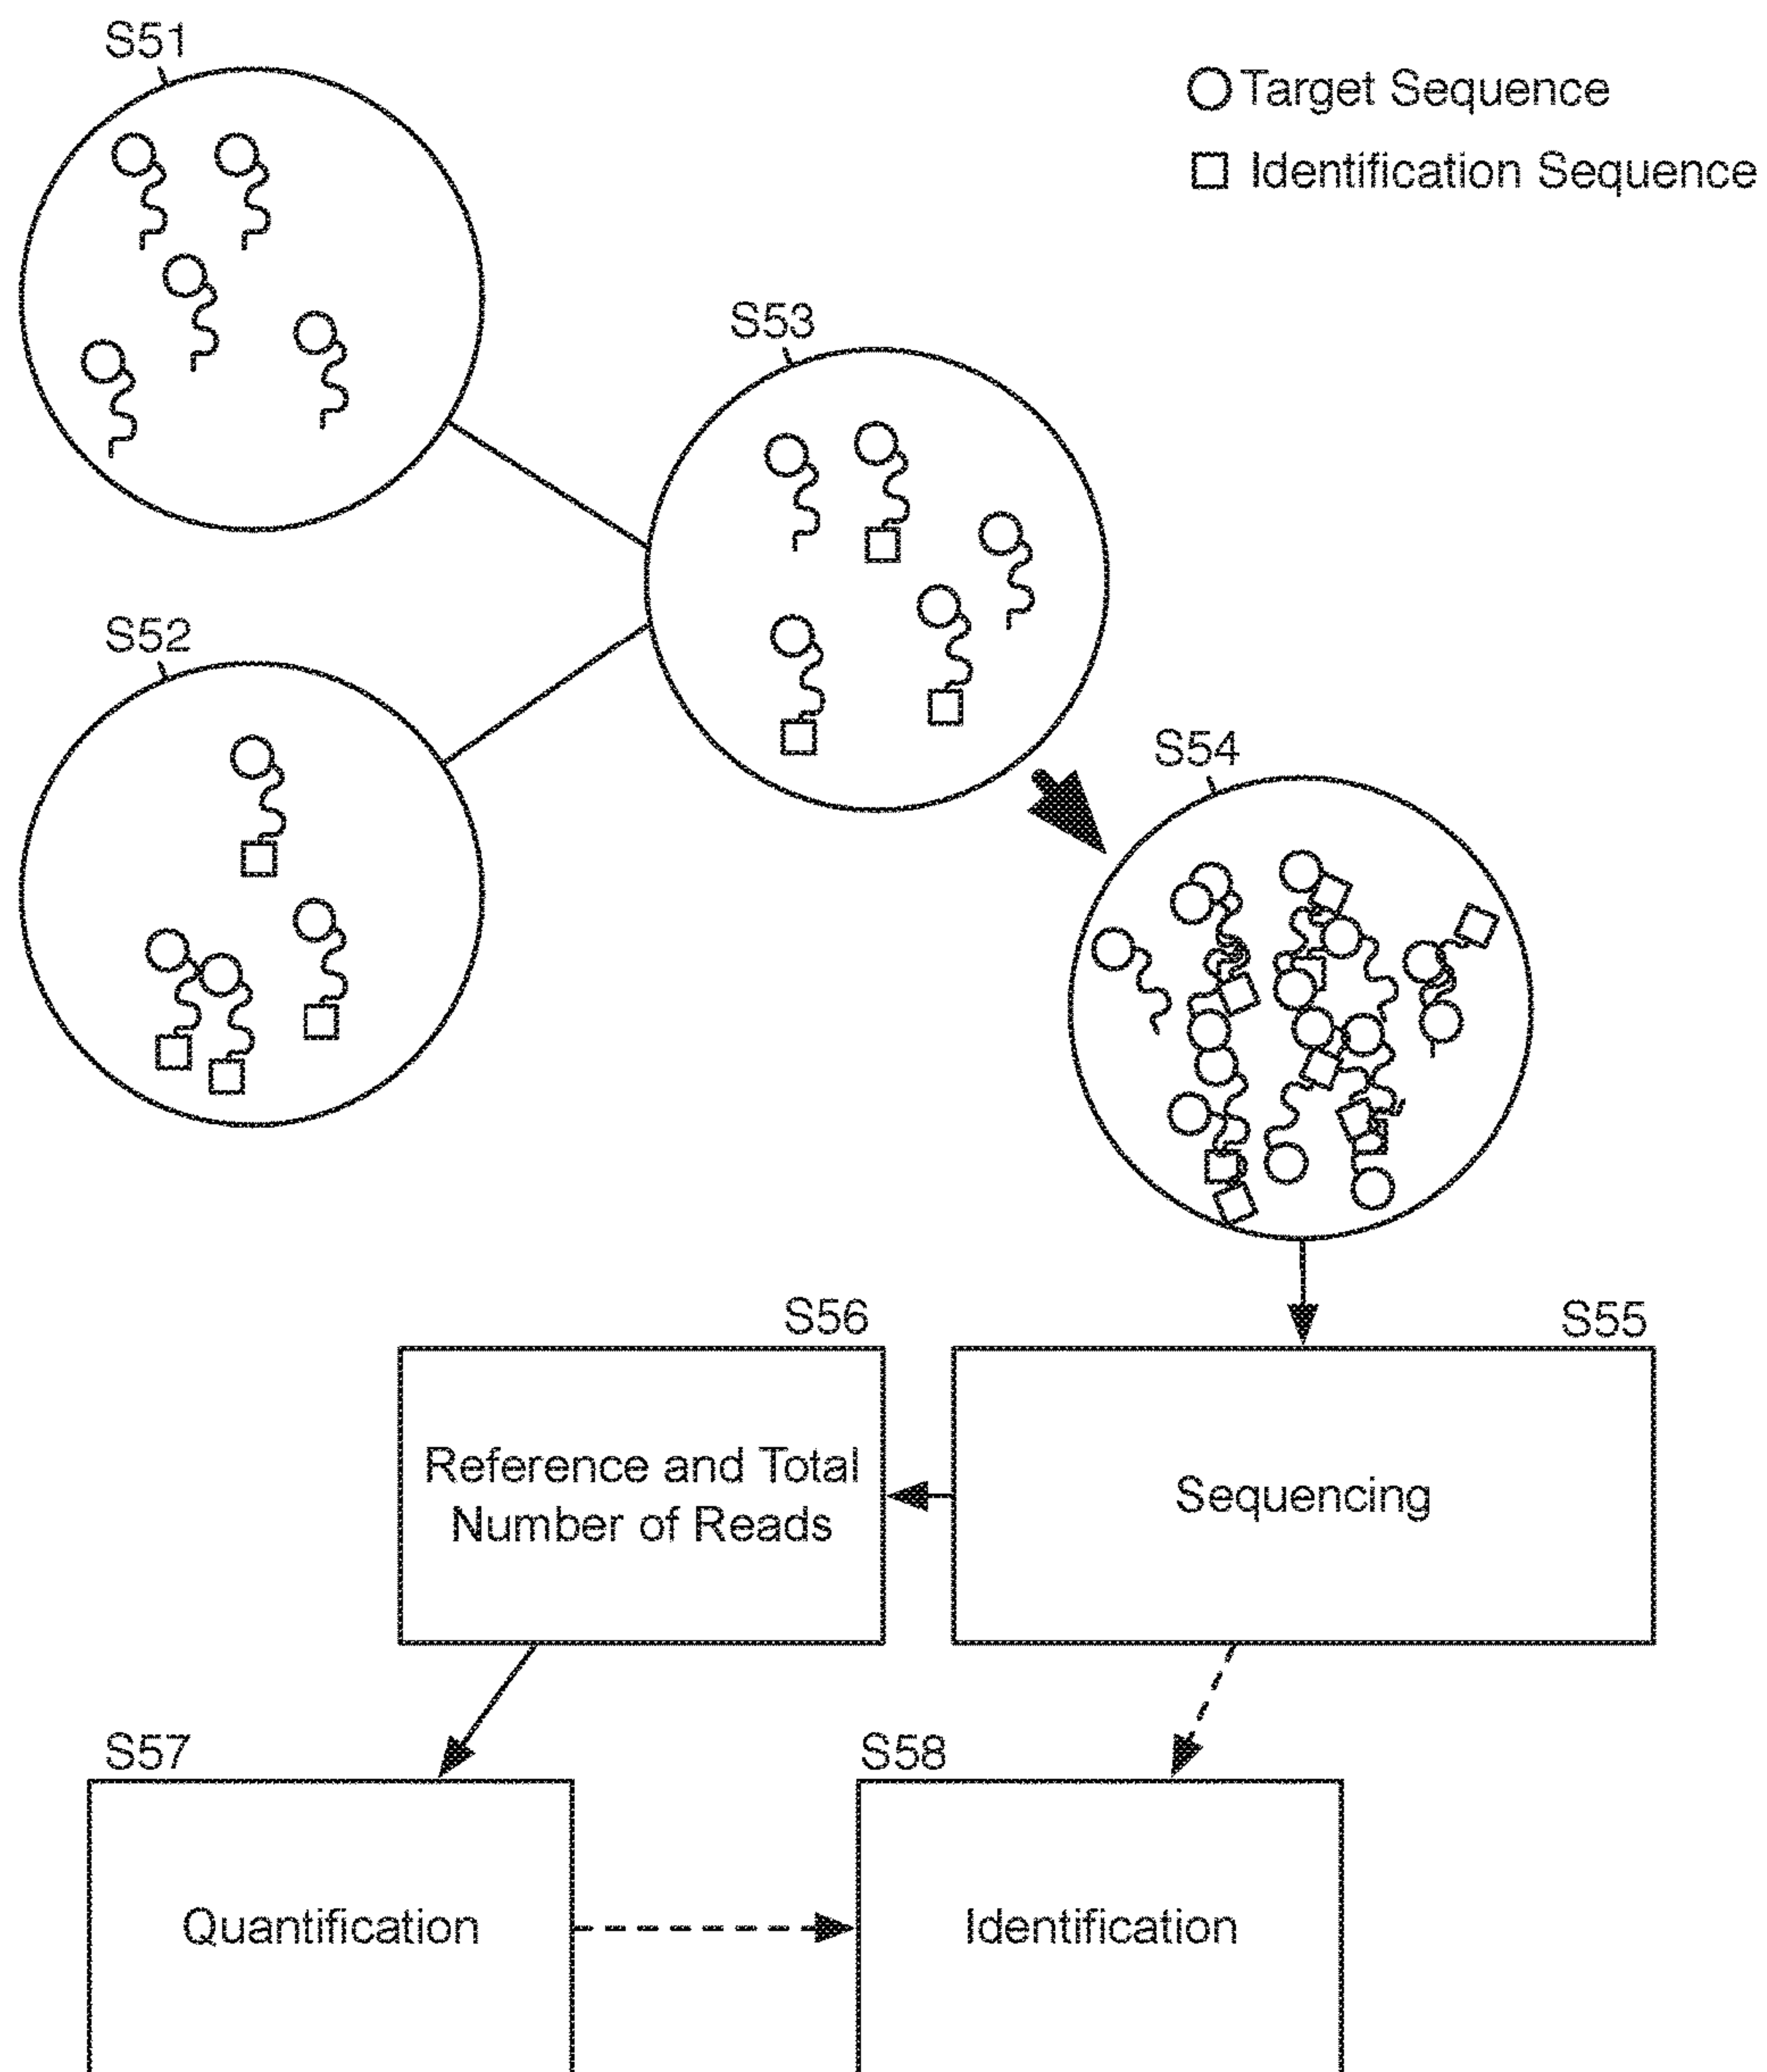 S51
Target Sequence
Identification Sequence
S53
S52
S54
S56
S55
Reference and Total
Number of Reads
Sequencing
S57
S58
Quantification
Identification